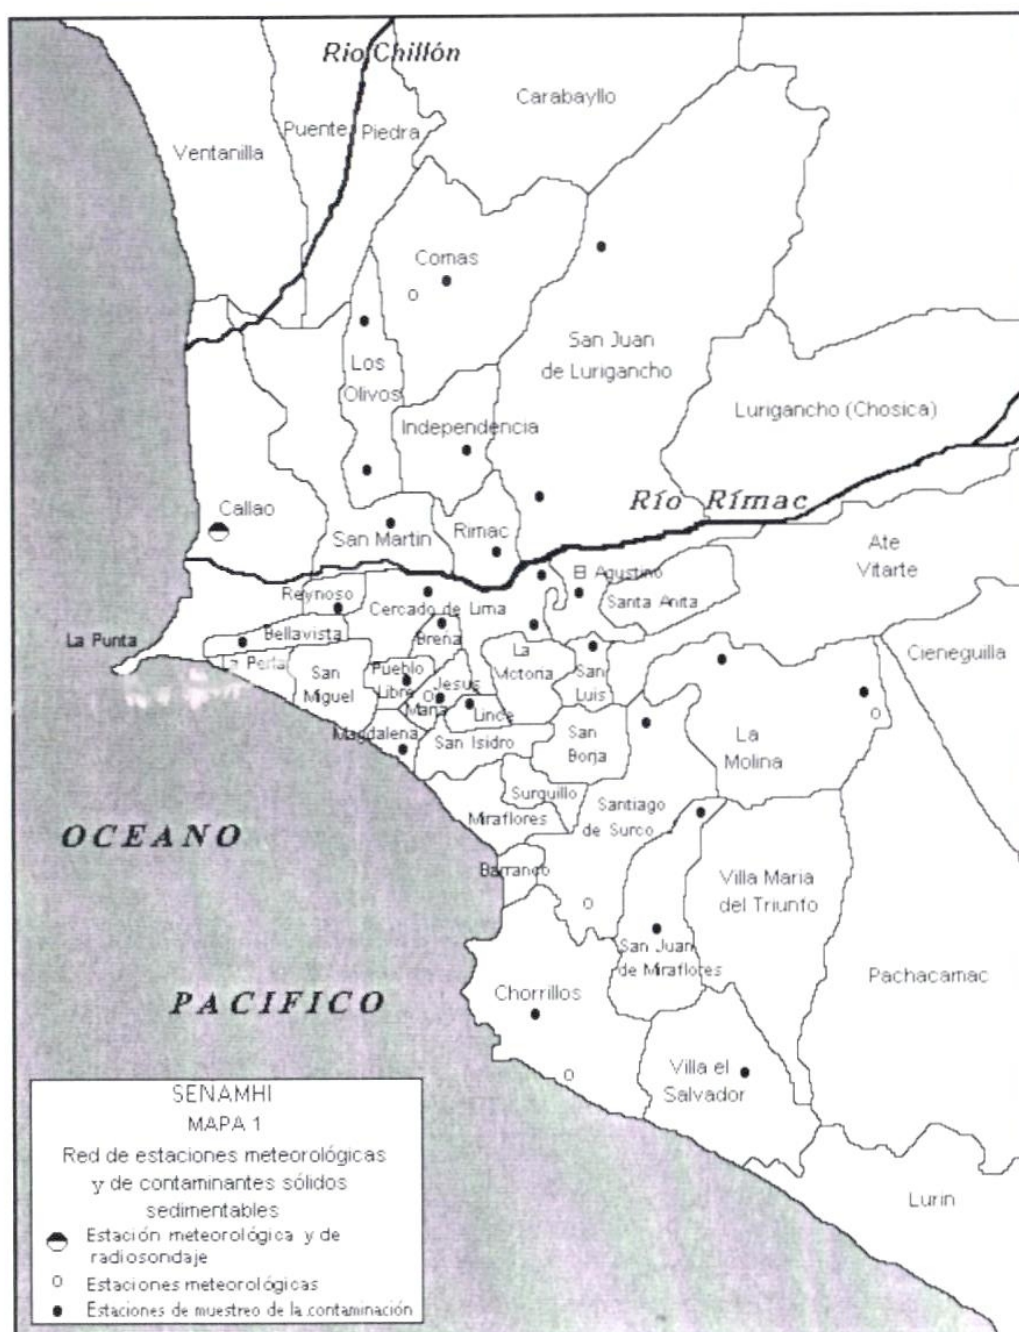 Río Chillón
Carabayllo
Puente Piedra
Ventanilla
Comas
San Juan
de Lurigancho
Los
Olivos
Lurigancho (Chosica)
Independencia
Río Rímac
Callao
San Martin
Rimac
Ate
Vitarte
El Agustino
Santa Anita
Reynoso
Cercado de Lima
La Punta
Bellavista
Breña
La
Victoria
Cieneguilla
La Perla
San
Miguel
Pueblo
Libre
Jesus
Maria
San
Luis
Lince
Magdalena
San Isidro
San
Borja
La
Molina
Surquillo
Santiago
de Surco
Miraflores
OCEANO
Barranco
Villa Maria
del Triunfo
San Juan
de Miraflores
Pachacamac
PACIFICO
Chorrillos
Villa el
Salvador
Lurin
SENAMHI
MAPA 1
Red de estaciones meteorológicas
y de contaminantes sólidos
sedimentables
Estación meteorológica y de
radiosondaje
Estaciones meteorológicas
Estaciones de muestreo de la contaminación